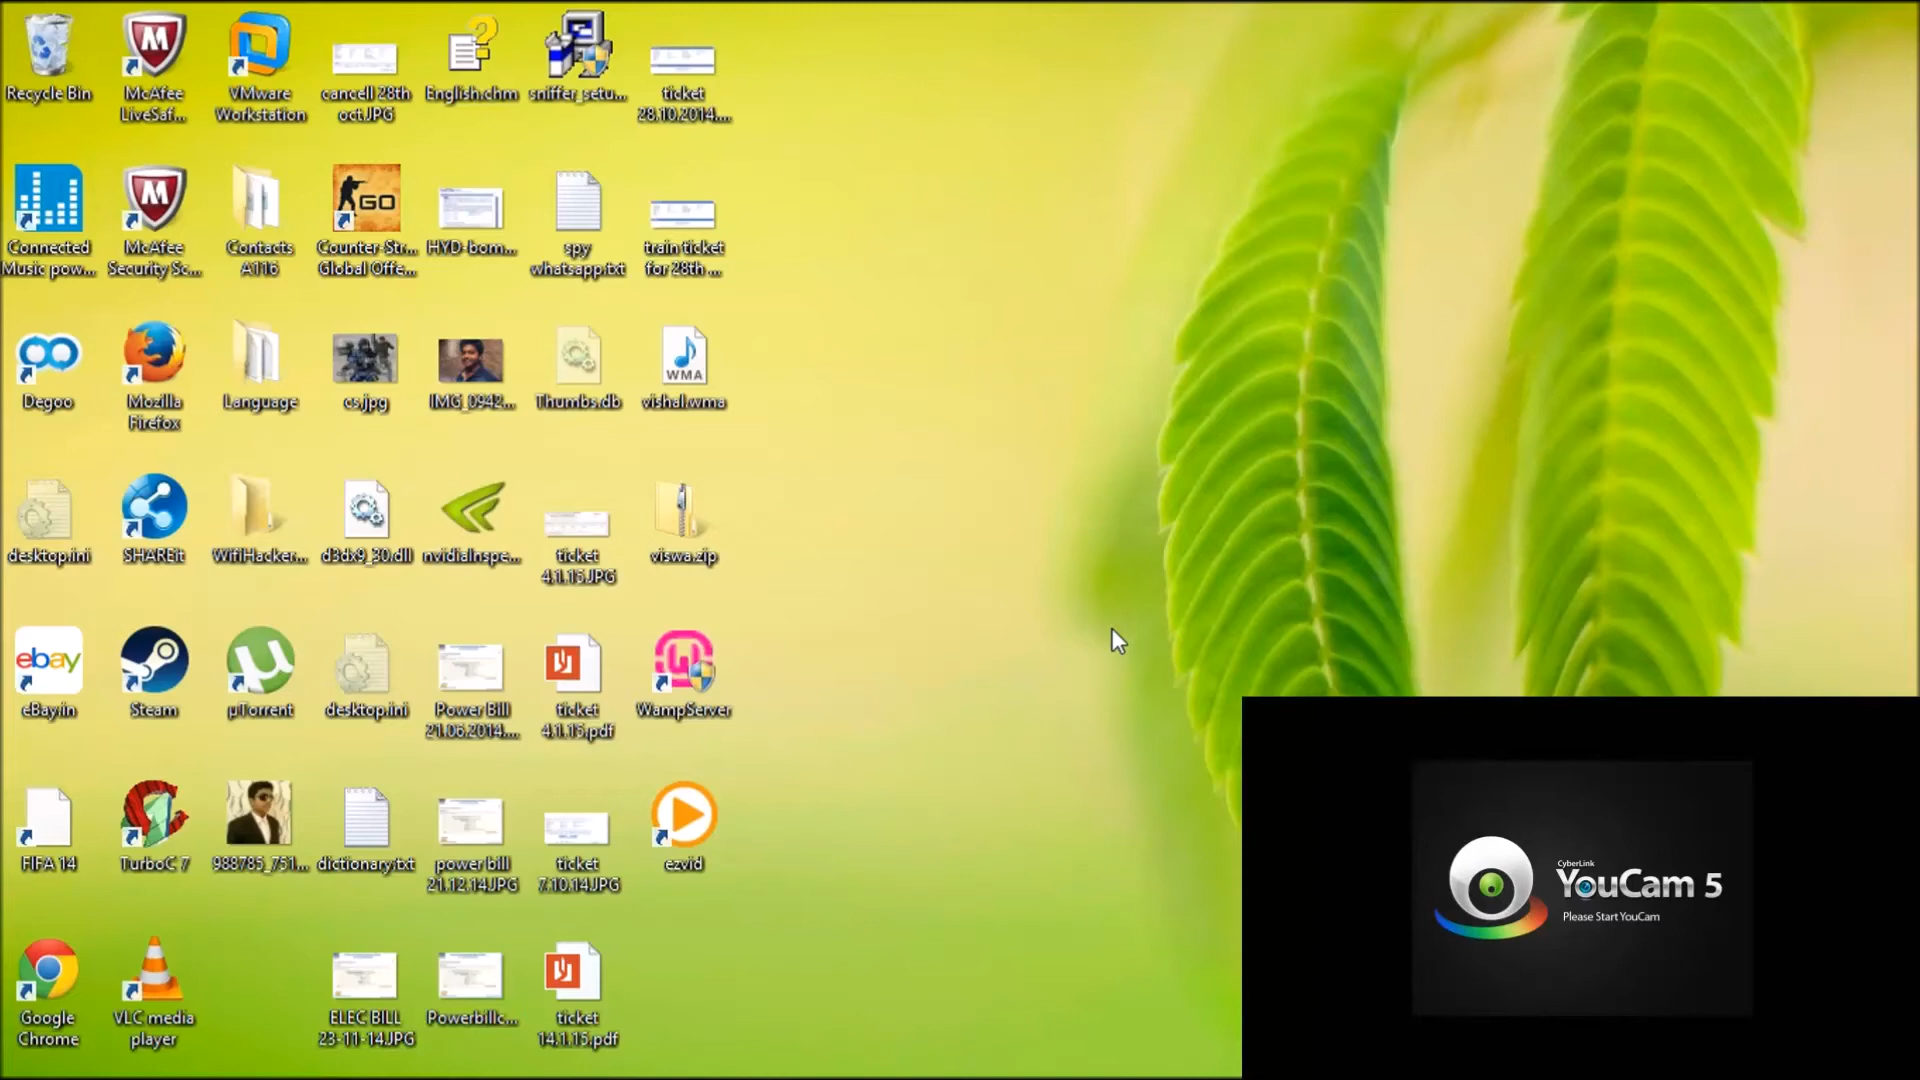 Recycle Bin
McAfee
LiveSaf...
VMware
Workstation
cancell 28th
oct.JPG
English.chm
sniffer_setu...
ticket
28.10.2014....
Connected
Music pow...
McAfee
Security Sc...
Contacts
A116
GO
Counter-Str...
Global Offe...
HYD-bom...
spy
whatsapp.txt
train ticket
for 28th ...
Degoo
Mozilla
Firefox
Language
cs.jpg
IMG_0942...
Thumbs.db
WMA
vishal.wma
desktop.ini
SHAREit
WifiHacker...
d3dx9_30.dll
nvidiaInspe...
ticket
4.1.15.JPG
viswa.zip
ebay
eBay.in
Steam
µTorrent
desktop.ini
Power Bill
21.06.2014....
ticket
4.1.15.pdf
WampServer
FIFA 14
TurboC 7
988785_751...
dictionary.txt
power bill
21.12.14.JPG
ticket
7.10.14.JPG
ezvid
Google
Chrome
VLC media
player
ELEC BILL
23-11-14.JPG
Powerbillc...
ticket
14.1.15.pdf
CyberLink
YouCam 5
Please Start YouCam